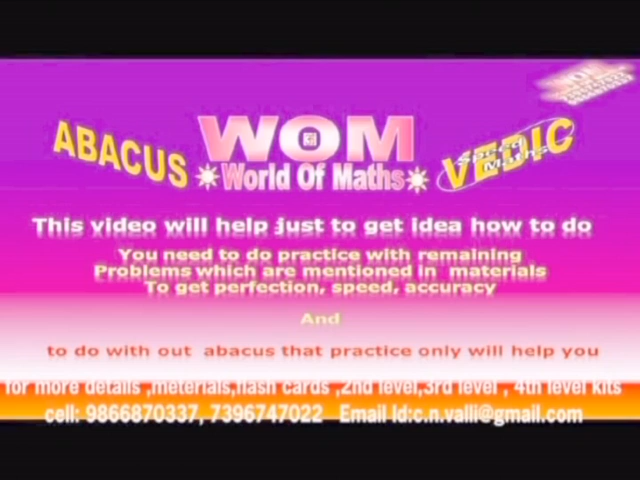 ABACUS
WOM
World Of Maths
VEDIC
Speed
Maths
This video will help just to get idea how to do
You need to do practice with remaining
Problems which are mentioned in materials
To get perfection, speed, accuracy
And
to do with out abacus that practice only will help you
for more details ,meterials,flash cards ,2nd level,3rd level , 4th level kits
cell: 9866870337, 7396747022 Email Id:c.n.valli@gmail.com